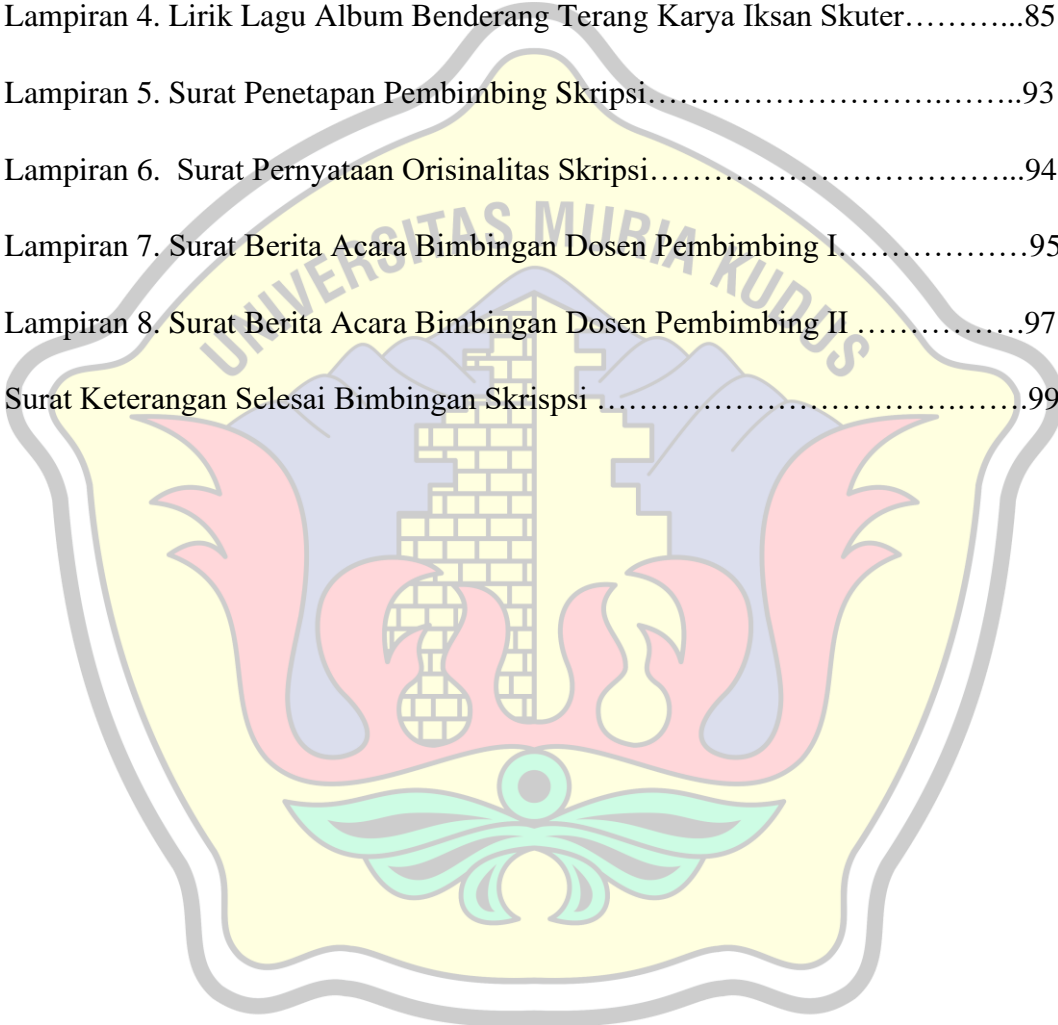 Lampiran 4. Lirik Lagu Album Benderang Terang Karya Iksan Skuter………...85
Lampiran 5. Surat Penetapan Pembimbing Skripsi…………………….……..93
Lampiran 6.  Surat Pernyataan Orisinalitas Skripsi……………………………...94
Lampiran 7. Surat Berita Acara Bimbingan Dosen Pembimbing I………………95
Lampiran 8. Surat Berita Acara Bimbingan Dosen Pembimbing II …………….97
Surat Keterangan Selesai Bimbingan Skrispsi …………………………………..99
UNIVERSITAS MURIA KUDUS